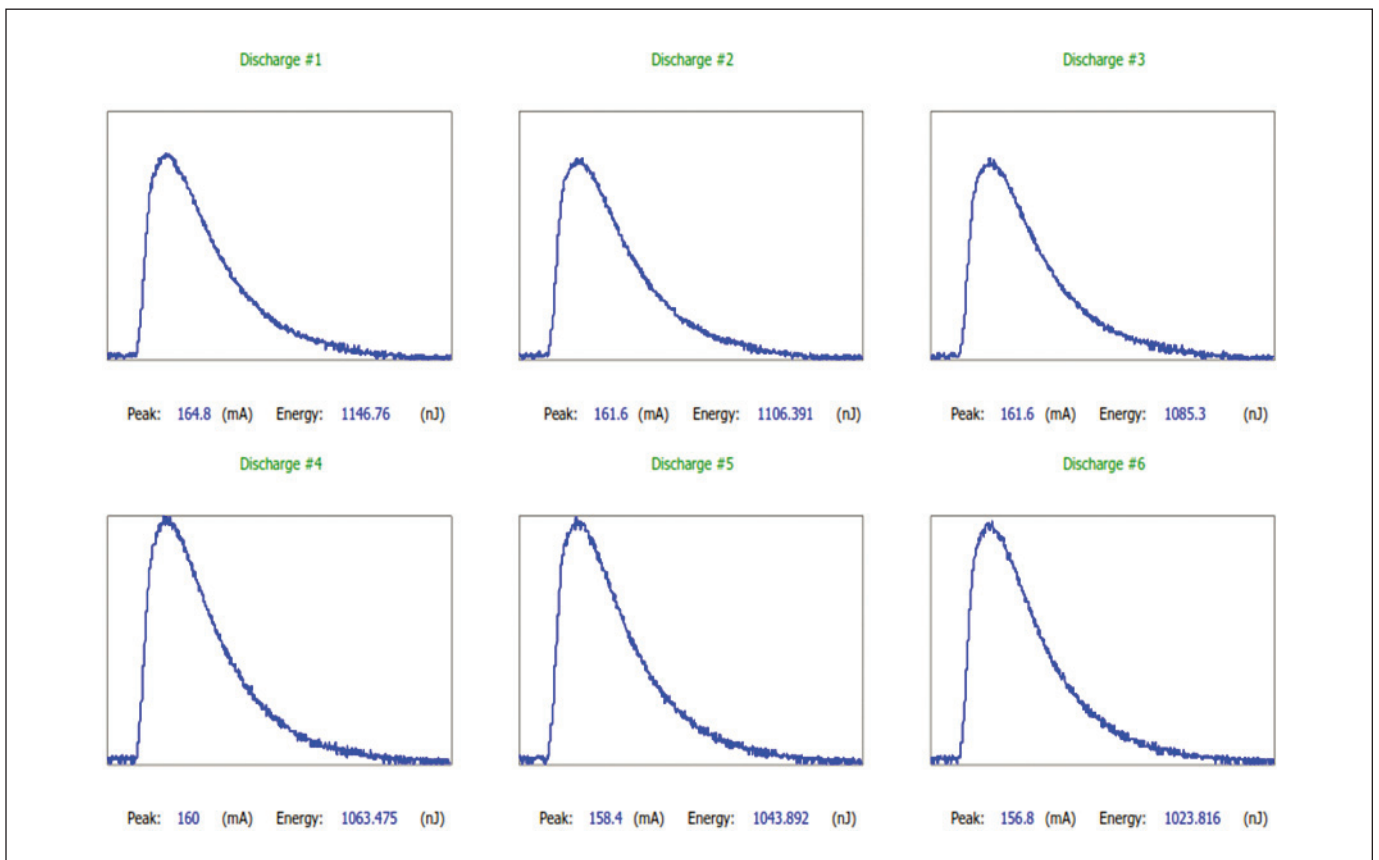 Discharge #1 Discharge #2 Discharge #3
Peak: 164.8 (mA) Energy: 1146.76 (nJ) Peak: 161.6 (mA) Energy: 1106.391 (nJ) Peak: 161.6 (mA) Energy: 1085.3 (nJ)
Discharge #4 Discharge #5 Discharge #6
Peak: 160 (mA) Energy: 1063.475 (nJ) Peak: 158.4 (mA) Energy: 1043.892 (nJ) Peak: 156.8 (mA) Energy: 1023.816 (nJ)